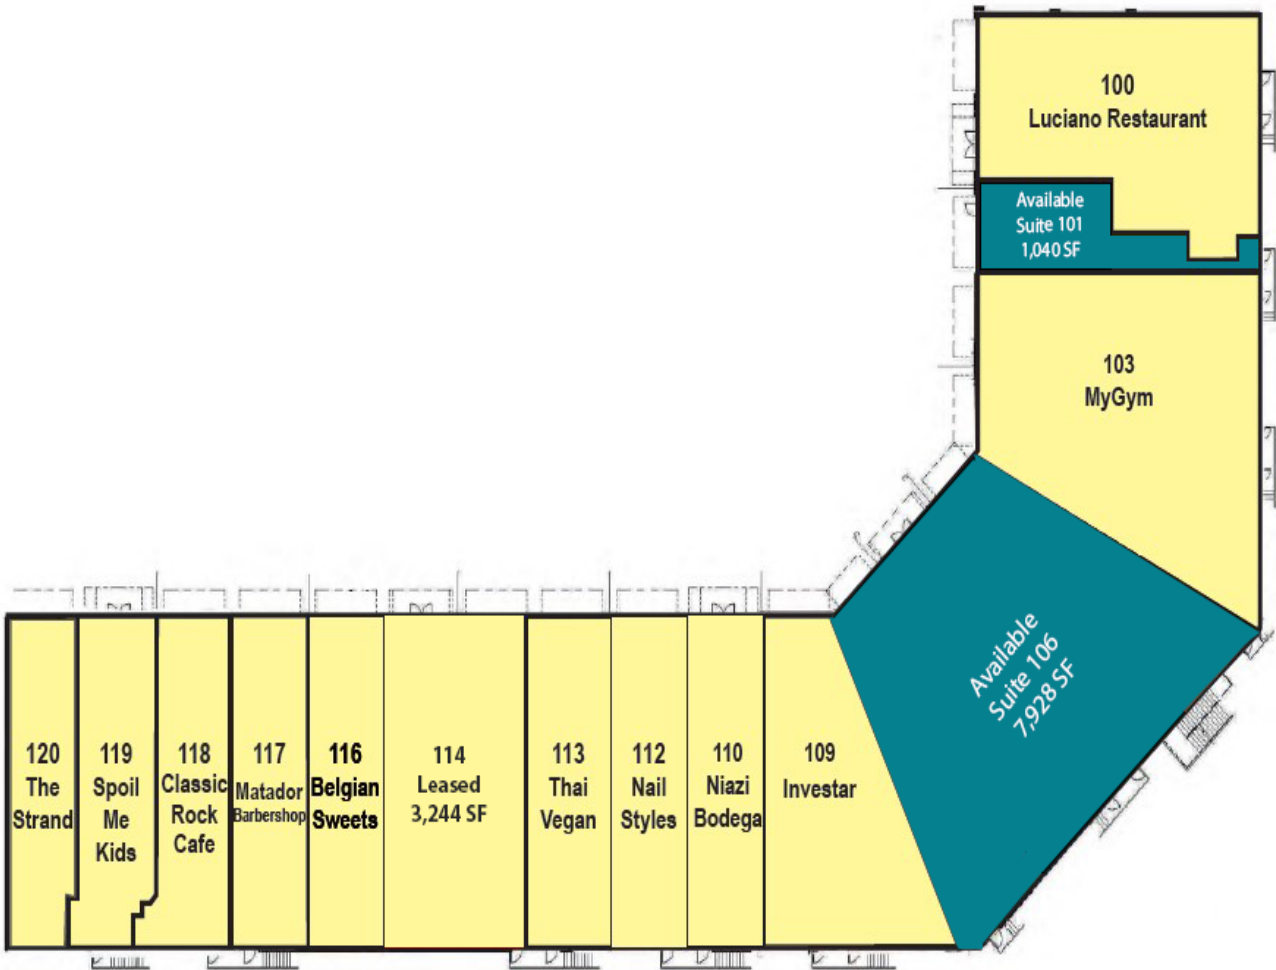 100
Luciano Restaurant
Available
Suite 101
1,040 SF
103
MyGym
Available
Suite 106
7,928 SF
120
The
Strand
119
Spoil
Me
Kids
118
Classic
Rock
Cafe
117
Matador
Barbershop
116
Belgian
Sweets
114
Leased
3,244 SF
113
Thai
Vegan
112
Nail
Styles
110
Niazi
Bodega
109
Investar